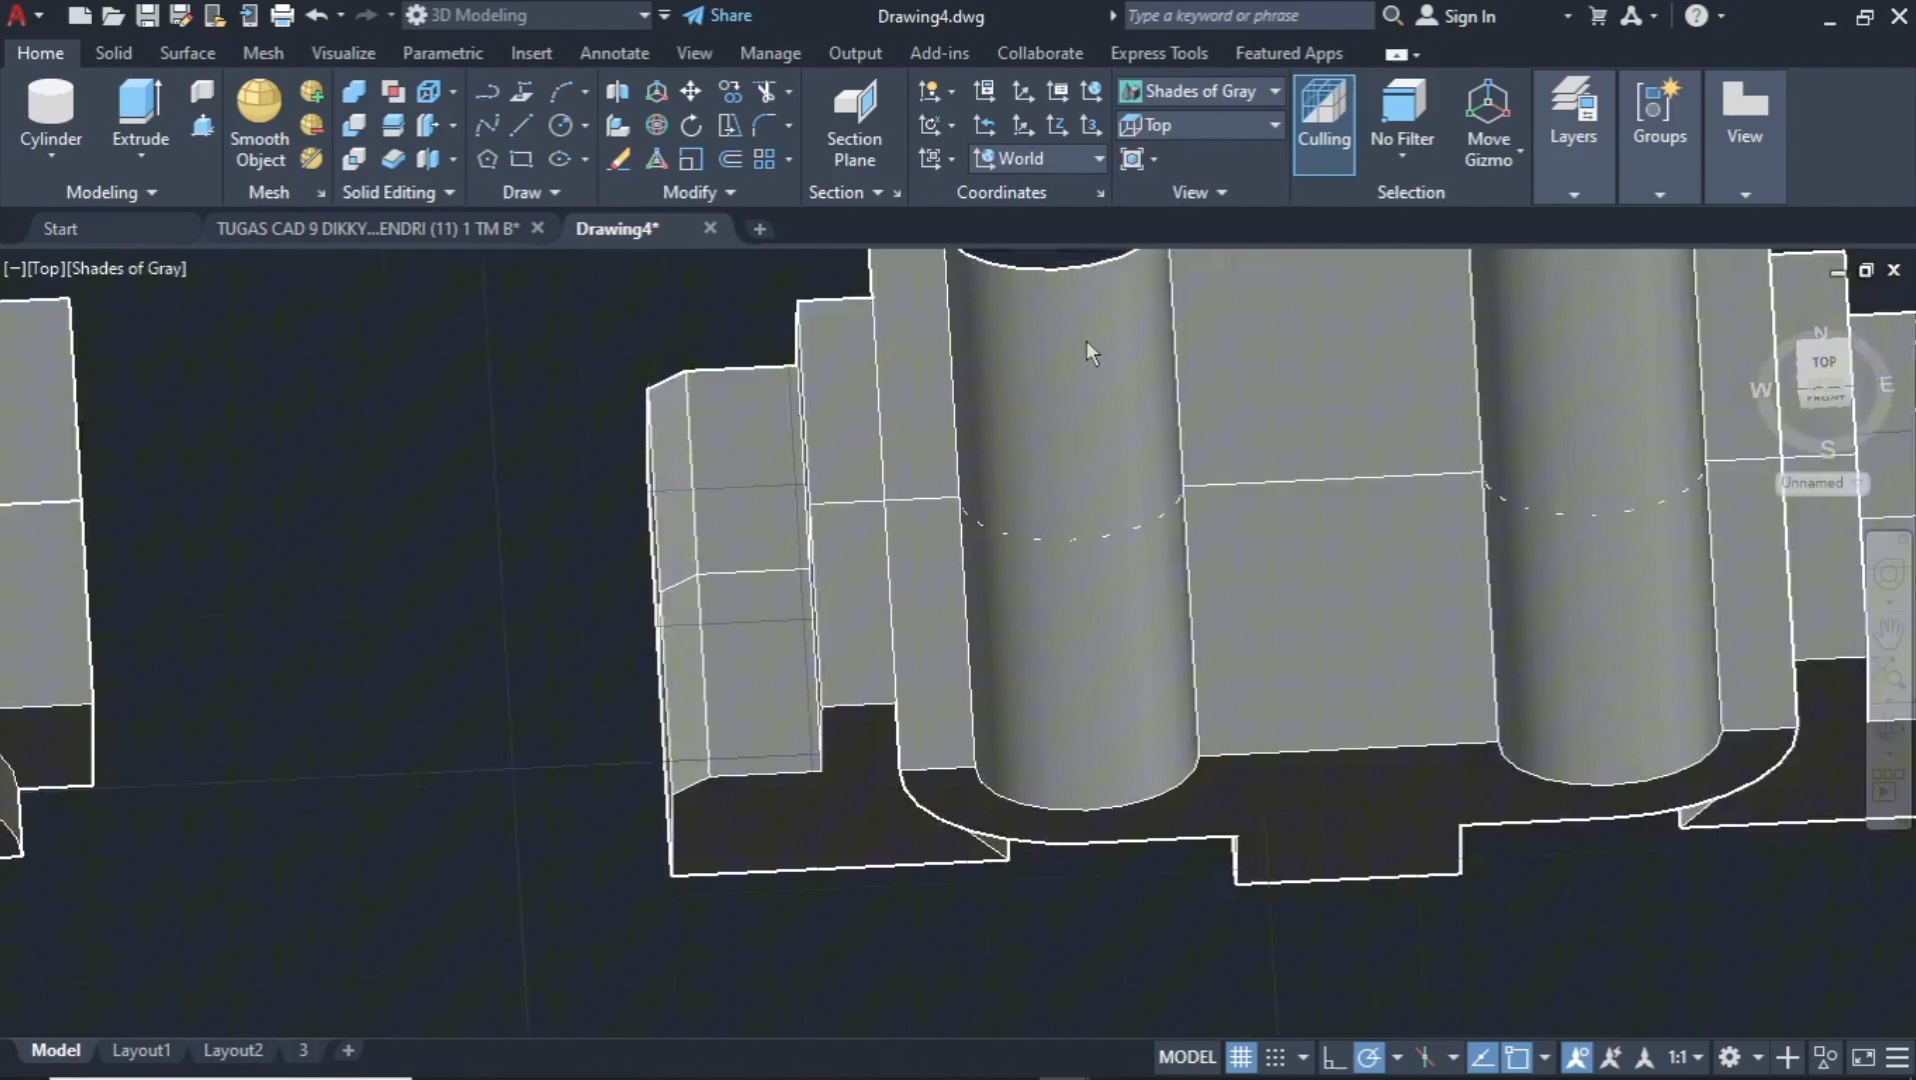 3D Modeling
Share
Drawing4.dwg
Type a keyword or phrase
Sign In
Home
Solid
Surface
Mesh
Visualize
Parametric
Insert
Annotate
View
Manage
Output
Add-ins
Collaborate
Express Tools
Featured Apps
Cylinder
Extrude
Smooth
Object
Section
Plane
World
Shades of Gray
Top
Culling
No Filter
Move
Gizmo
Layers
Groups
View
Modeling
Mesh
Solid Editing
Draw
Modify
Section
Coordinates
View
Selection
Start
TUGAS CAD 9 DIKKY...ENDRI (11) 1 TM B*
Drawing4*
[−][Top][Shades of Gray]
N
W
TOP
E
FRONT
S
Unnamed
Model
Layout1
Layout2
3
MODEL
1:1